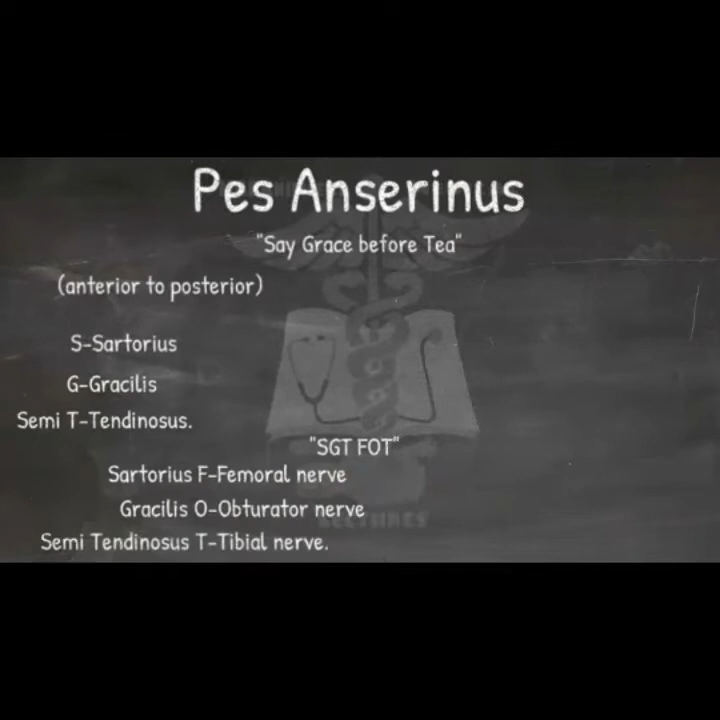 Pes Anserinus
"Say Grace before Tea"
(anterior to posterior)
S-Sartorius
G-Gracilis
Semi T-Tendinosus.
"SGT FOT"
Sartorius F-Femoral nerve
Gracilis O-Obturator nerve
LECTURES
Semi Tendinosus T-Tibial nerve.